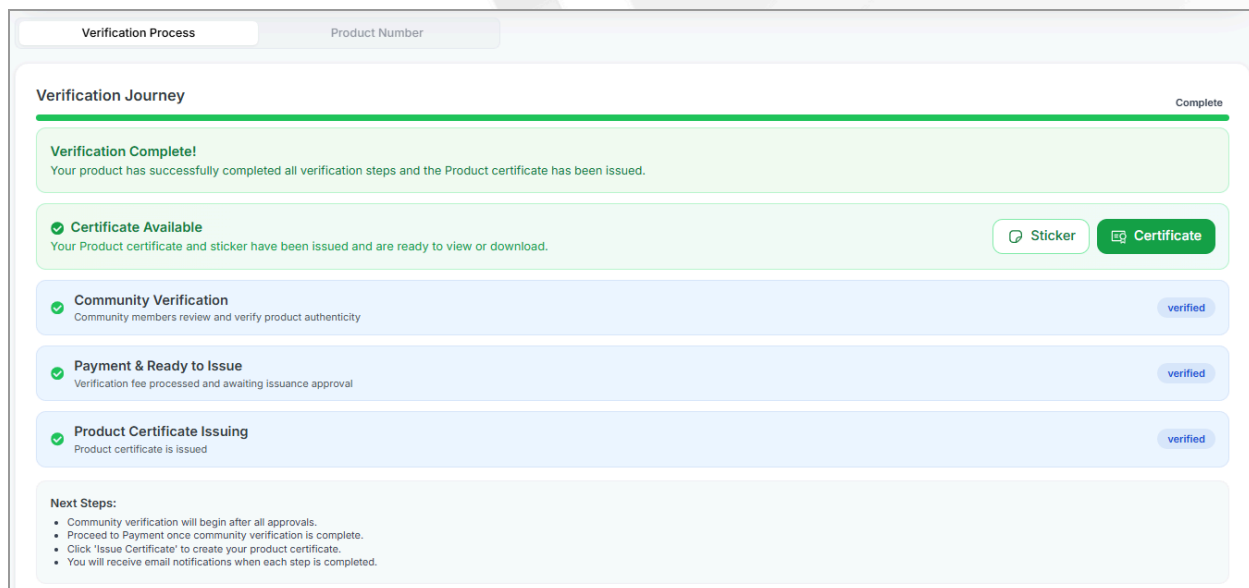 Verification Process
Product Number
Verification Journey
Complete
Verification Complete!
Your product has successfully completed all verification steps and the Product certificate has been issued.
Certificate Available
Your Product certificate and sticker have been issued and are ready to view or download.
Sticker
Certificate
Community Verification
Community members review and verify product authenticity
verified
Payment & Ready to Issue
Verification fee processed and awaiting issuance approval
verified
Product Certificate Issuing
Product certificate is issued
verified
Next Steps:
• Community verification will begin after all approvals.
• Proceed to Payment once community verification is complete.
• Click 'Issue Certificate' to create your product certificate.
• You will receive email notifications when each step is completed.